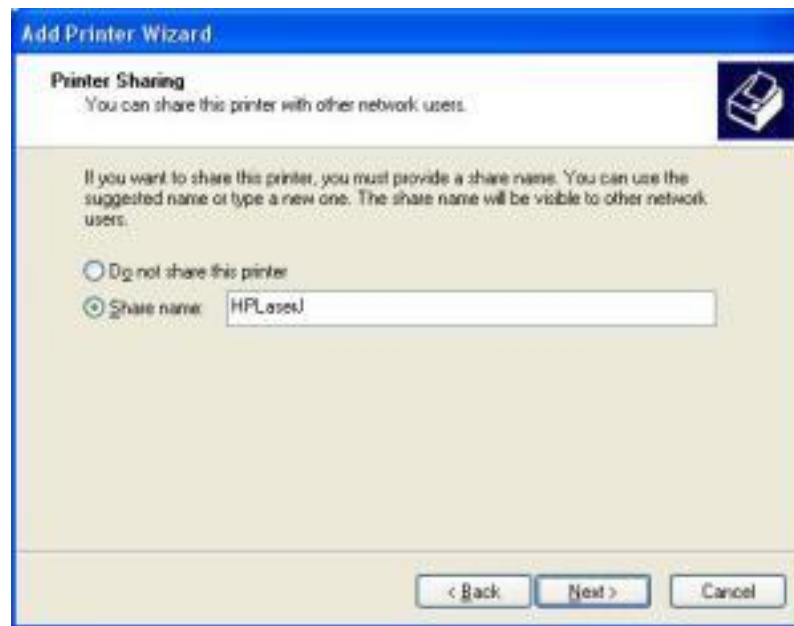 Add Printer Wizard
Printer Sharing
You can share this printer with other network users.
If you want to share this printer, you must provide a share name. You can use the
suggested name or type a new one. The share name will be visible to other network
users.
Do not share this printer
Share name: HPLaserJ
< Back Next > Cancel